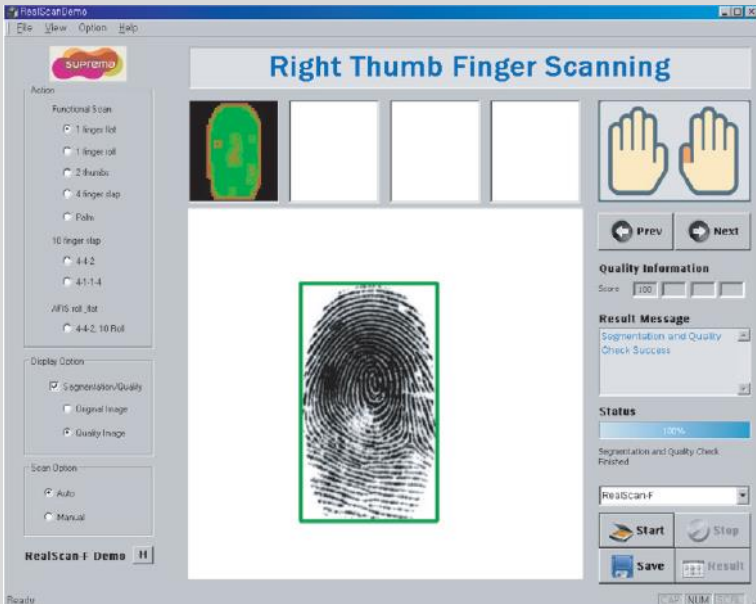 RealScanDemo
File View Option Help
suprema
Right Thumb Finger Scanning
Action
Functional Scan
1 finger flat
1 finger roll
2 thumbs
4 finger slap
Palm
10 finger slap
4-4-2
4-1-1-4
AFIS roll_flat
4-4-2, 10 Roll
Display Option
Segmentation/Quality
Original Image
Quality Image
Scan Option
Auto
Manual
RealScan-F Demo H
Prev Next
Quality Information
Score 100
Result Message
Segmentation and Quality
Check Success
Status
100%
Segmentation and Quality Check
Finished
RealScan-F
Start Stop
Save Result
Ready
CAP NUM SCRL